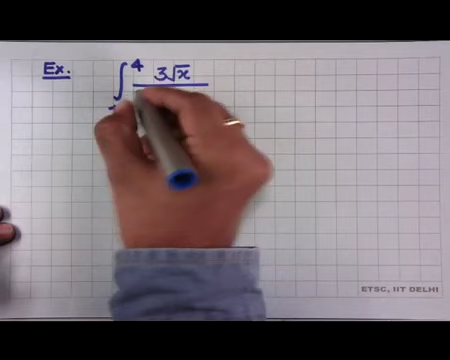 Ex. ∫ 4 3√x
ETSC, IIT DELHI